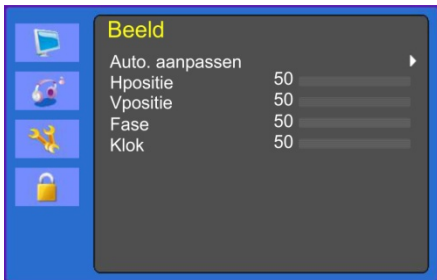 Beeld
Auto. aanpassen
Hpositie 50
Vpositie 50
Fase 50
Klok 50